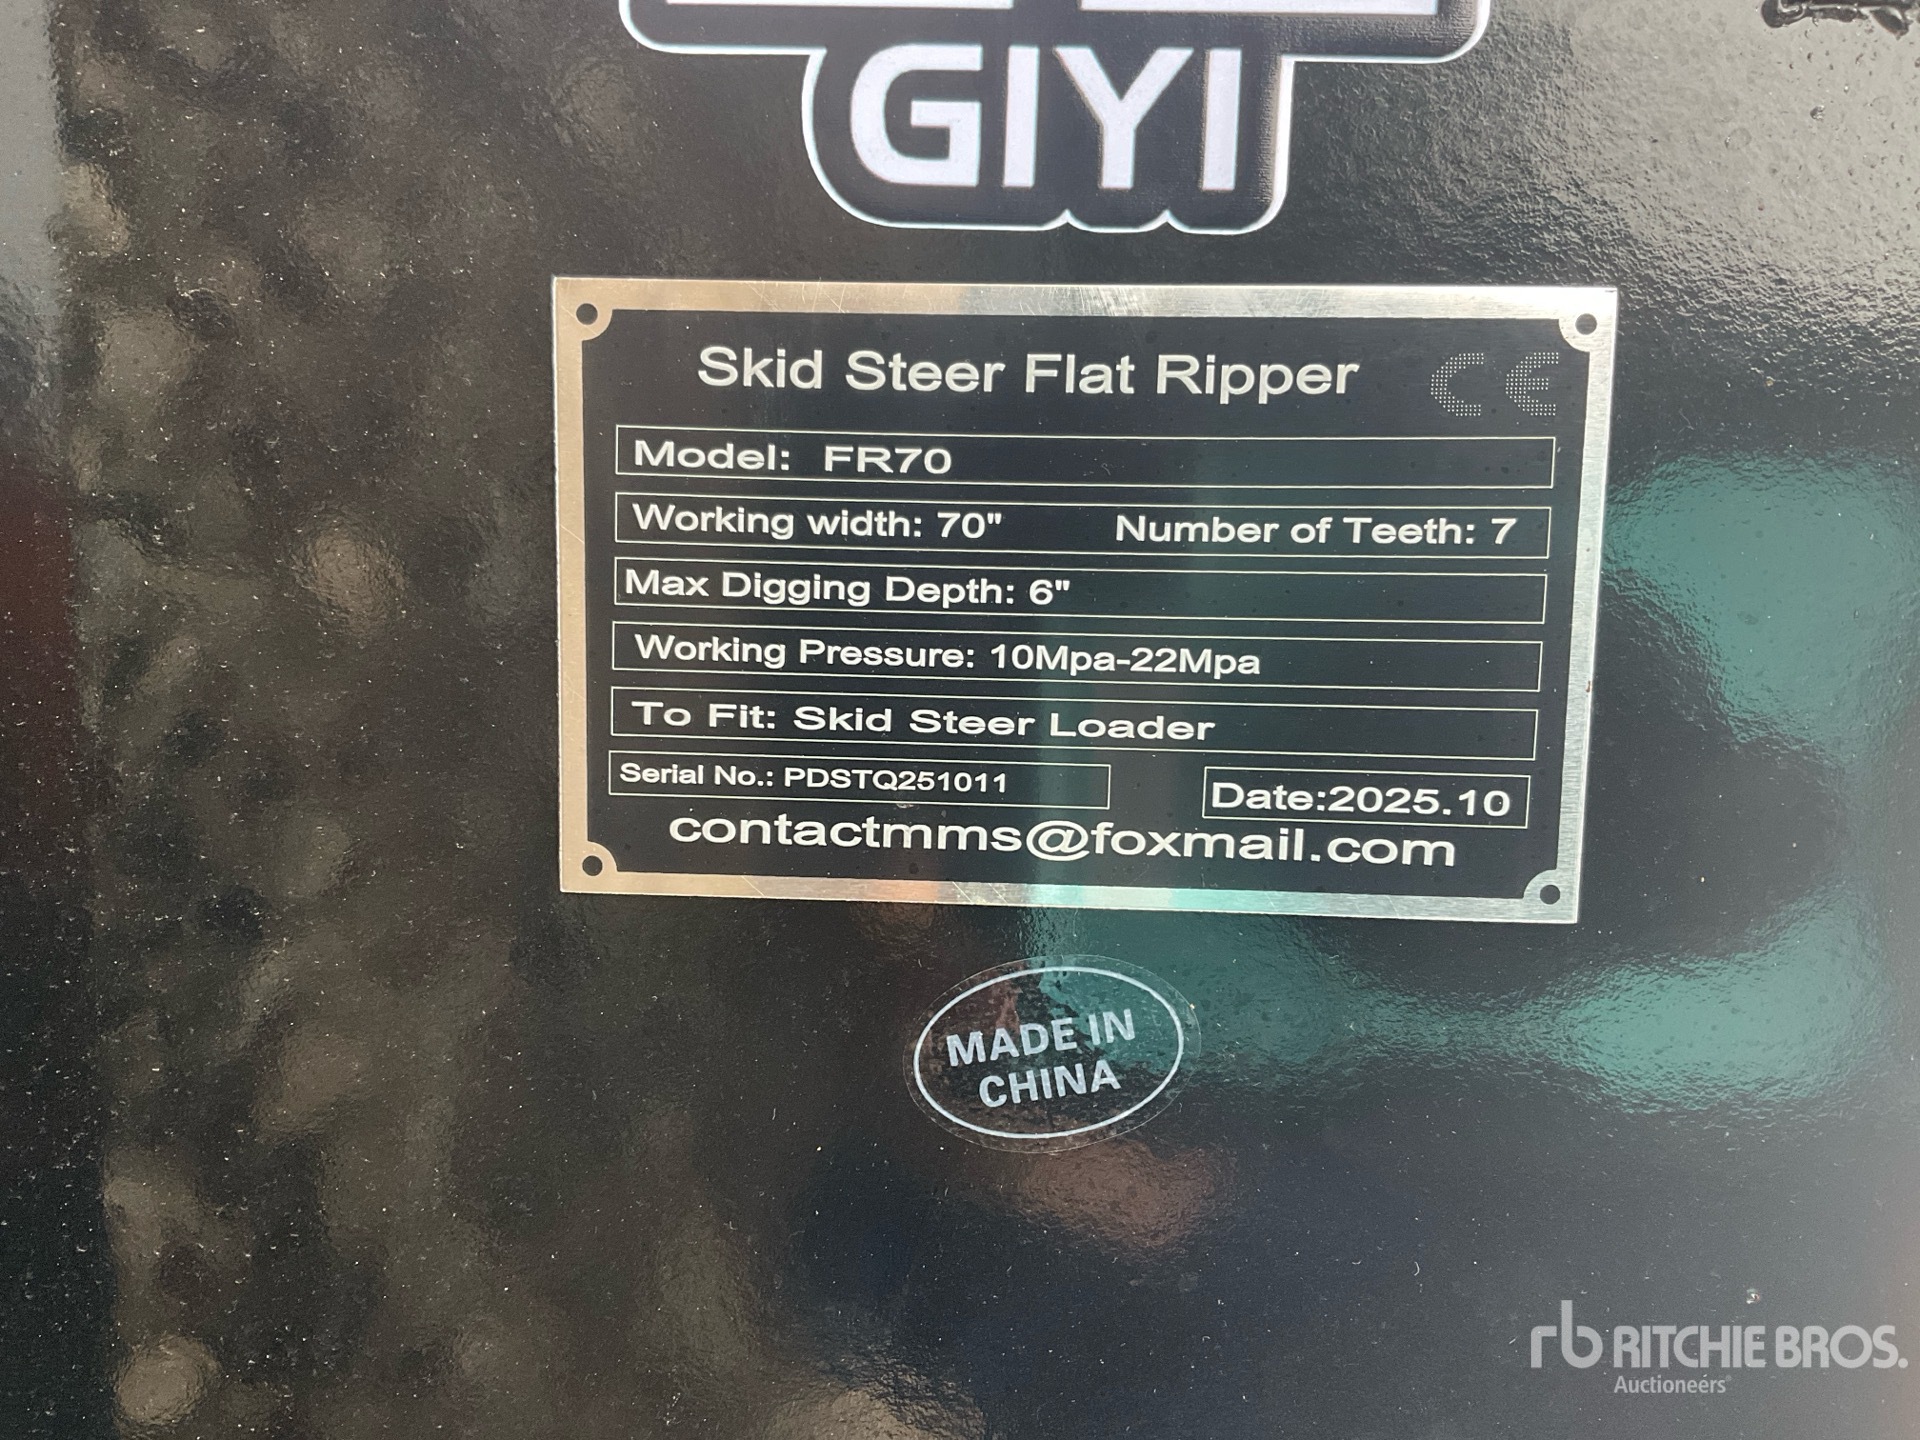 GIYI
Skid Steer Flat Ripper CE
Model: FR70
Working width: 70" Number of Teeth: 7
Max Digging Depth: 6"
Working Pressure: 10Mpa-22Mpa
To Fit: Skid Steer Loader
Serial No.: PDSTQ251011 Date:2025.10
contactmms@foxmail.com
MADE IN
CHINA
rb RITCHIE BROS.
Auctioneers